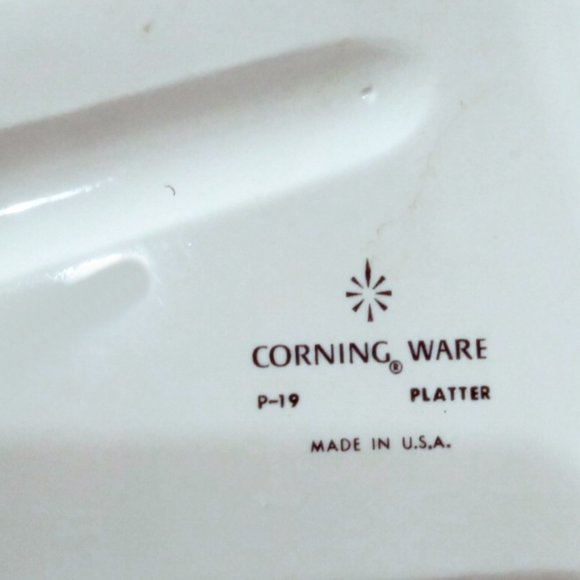 CORNING® WARE
P-19 PLATTER
MADE IN U.S.A.